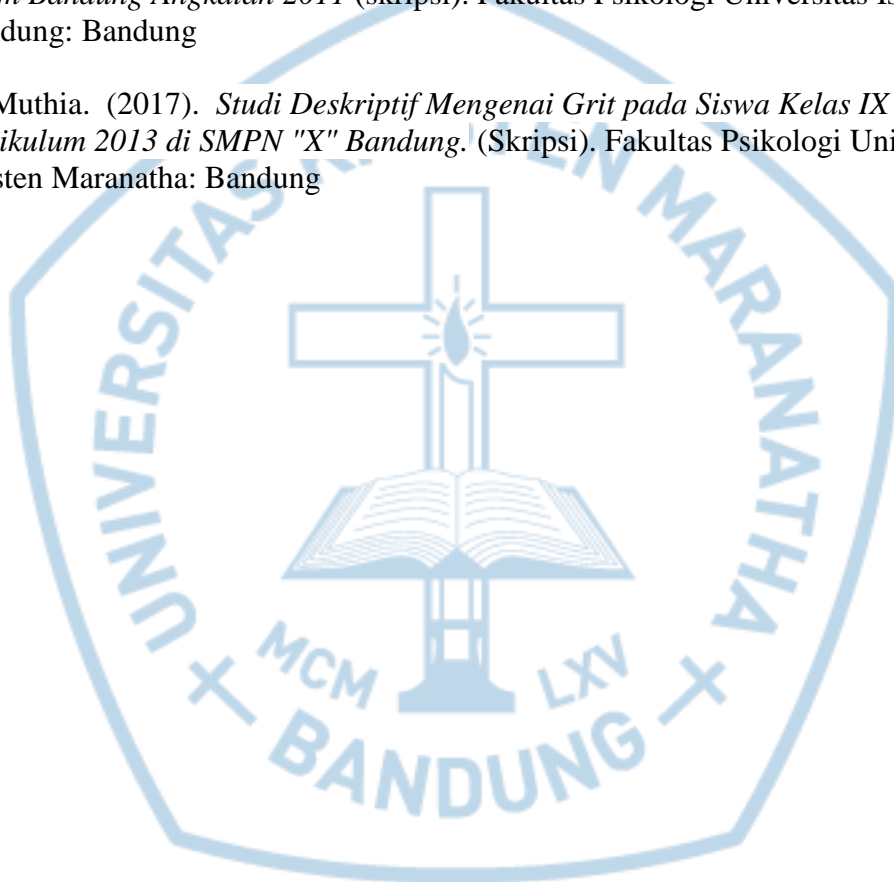 Bandung Angkatan 2011 (skripsi). Fakultas Psikologi Universitas
dung: Bandung
Muthia. (2017). Studi Deskriptif Mengenai Grit pada Siswa Kelas IX
ikulum 2013 di SMPN "X" Bandung. (Skripsi). Fakultas Psikologi Uni
sten Maranatha: Bandung
UNIVERSITAS KRISTEN MARANATHA
MCM LXV
BANDUNG